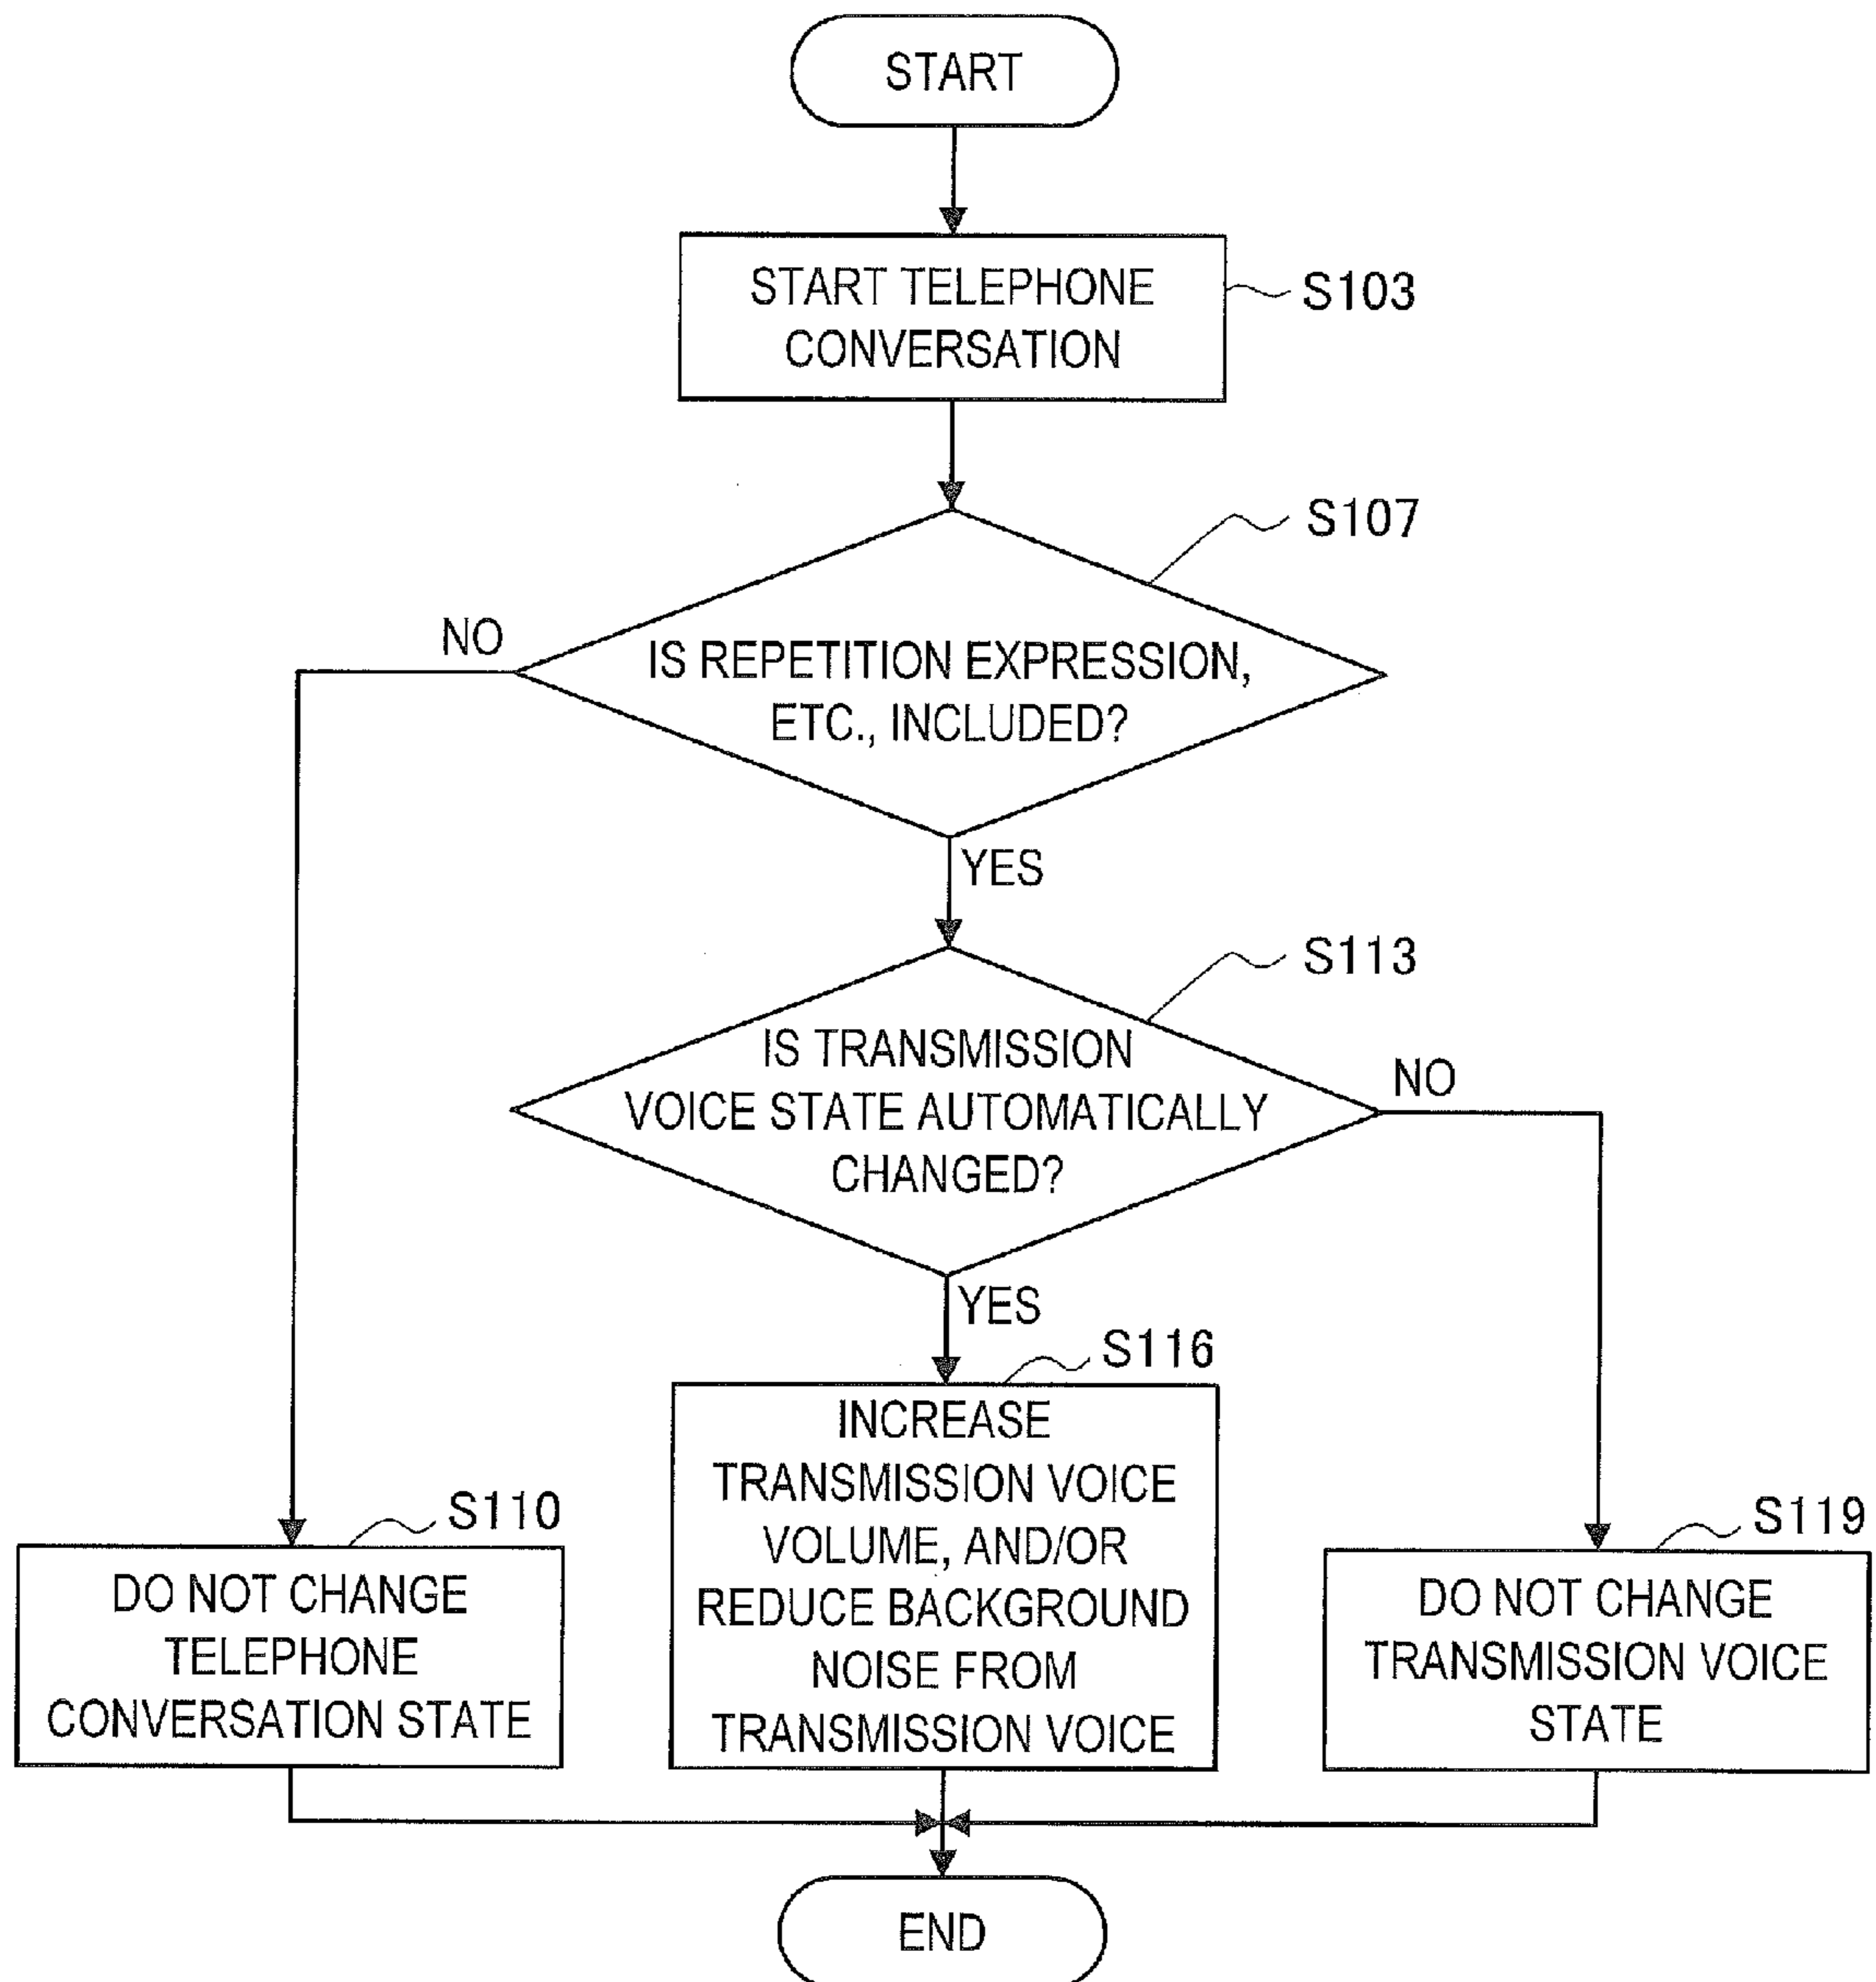 START
START TELEPHONE
CONVERSATION
S103
S107
NO
IS REPETITION EXPRESSION,
ETC., INCLUDED?
YES
S113
IS TRANSMISSION
VOICE STATE AUTOMATICALLY
CHANGED?
NO
YES
S116
INCREASE
TRANSMISSION VOICE
VOLUME, AND/OR
REDUCE BACKGROUND
NOISE FROM
TRANSMISSION VOICE
S110
DO NOT CHANGE
TELEPHONE
CONVERSATION STATE
S119
DO NOT CHANGE
TRANSMISSION VOICE
STATE
END